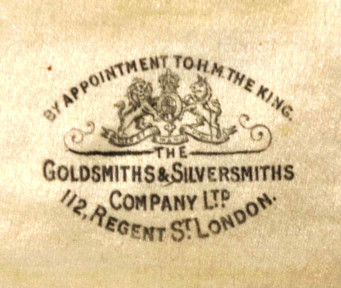 BY APPOINTMENT TO H.M. THE KING.
THE
GOLDSMITHS & SILVERSMITHS
COMPANY LTD
112, REGENT ST. LONDON.